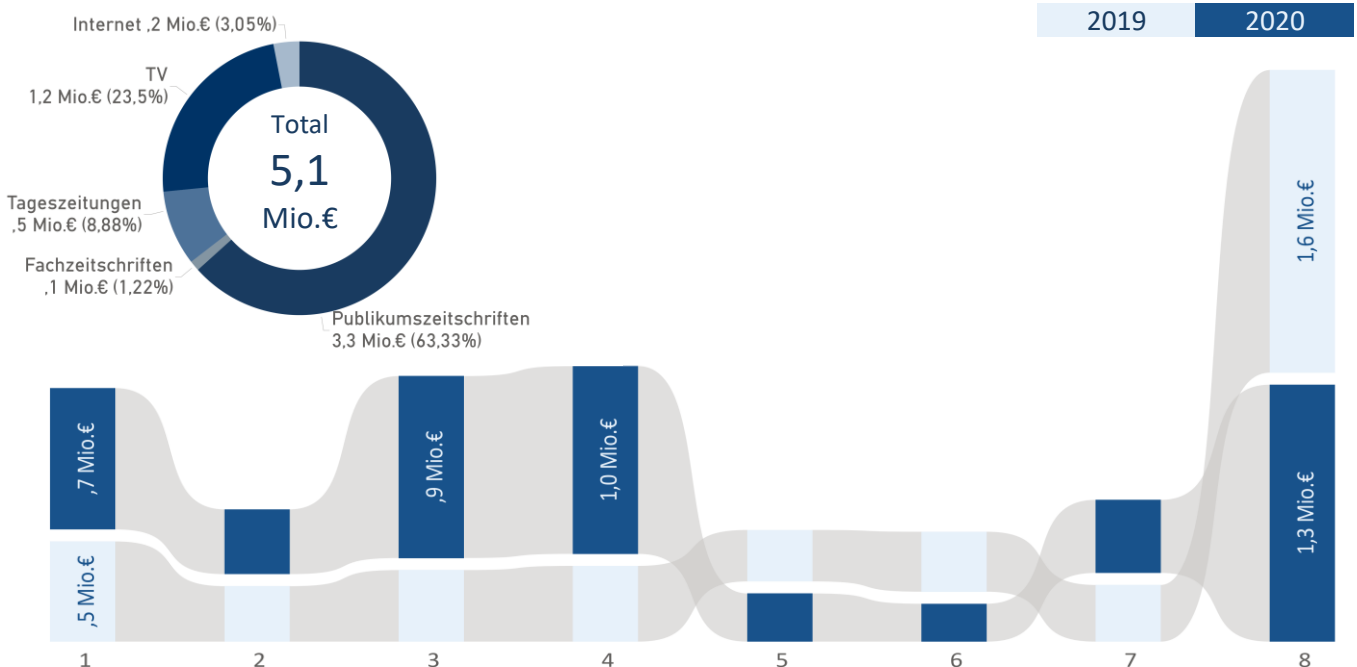 Internet ,2 Mio.€ (3,05%)
TV
1,2 Mio.€ (23,5%)
Tageszeitungen
,5 Mio.€ (8,88%)
Fachzeitschriften
,1 Mio.€ (1,22%)
Publikumszeitschriften
3,3 Mio.€ (63,33%)
Total
5,1
Mio.€
2019
2020
,7 Mio.€
,5 Mio.€
,9 Mio.€
1,0 Mio.€
1,6 Mio.€
1,3 Mio.€
1 2 3 4 5 6 7 8